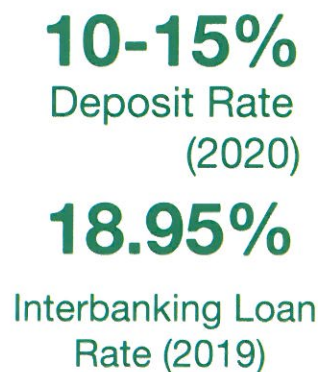 10-15%
Deposit Rate
(2020)
18.95%
Interbanking Loan
Rate (2019)